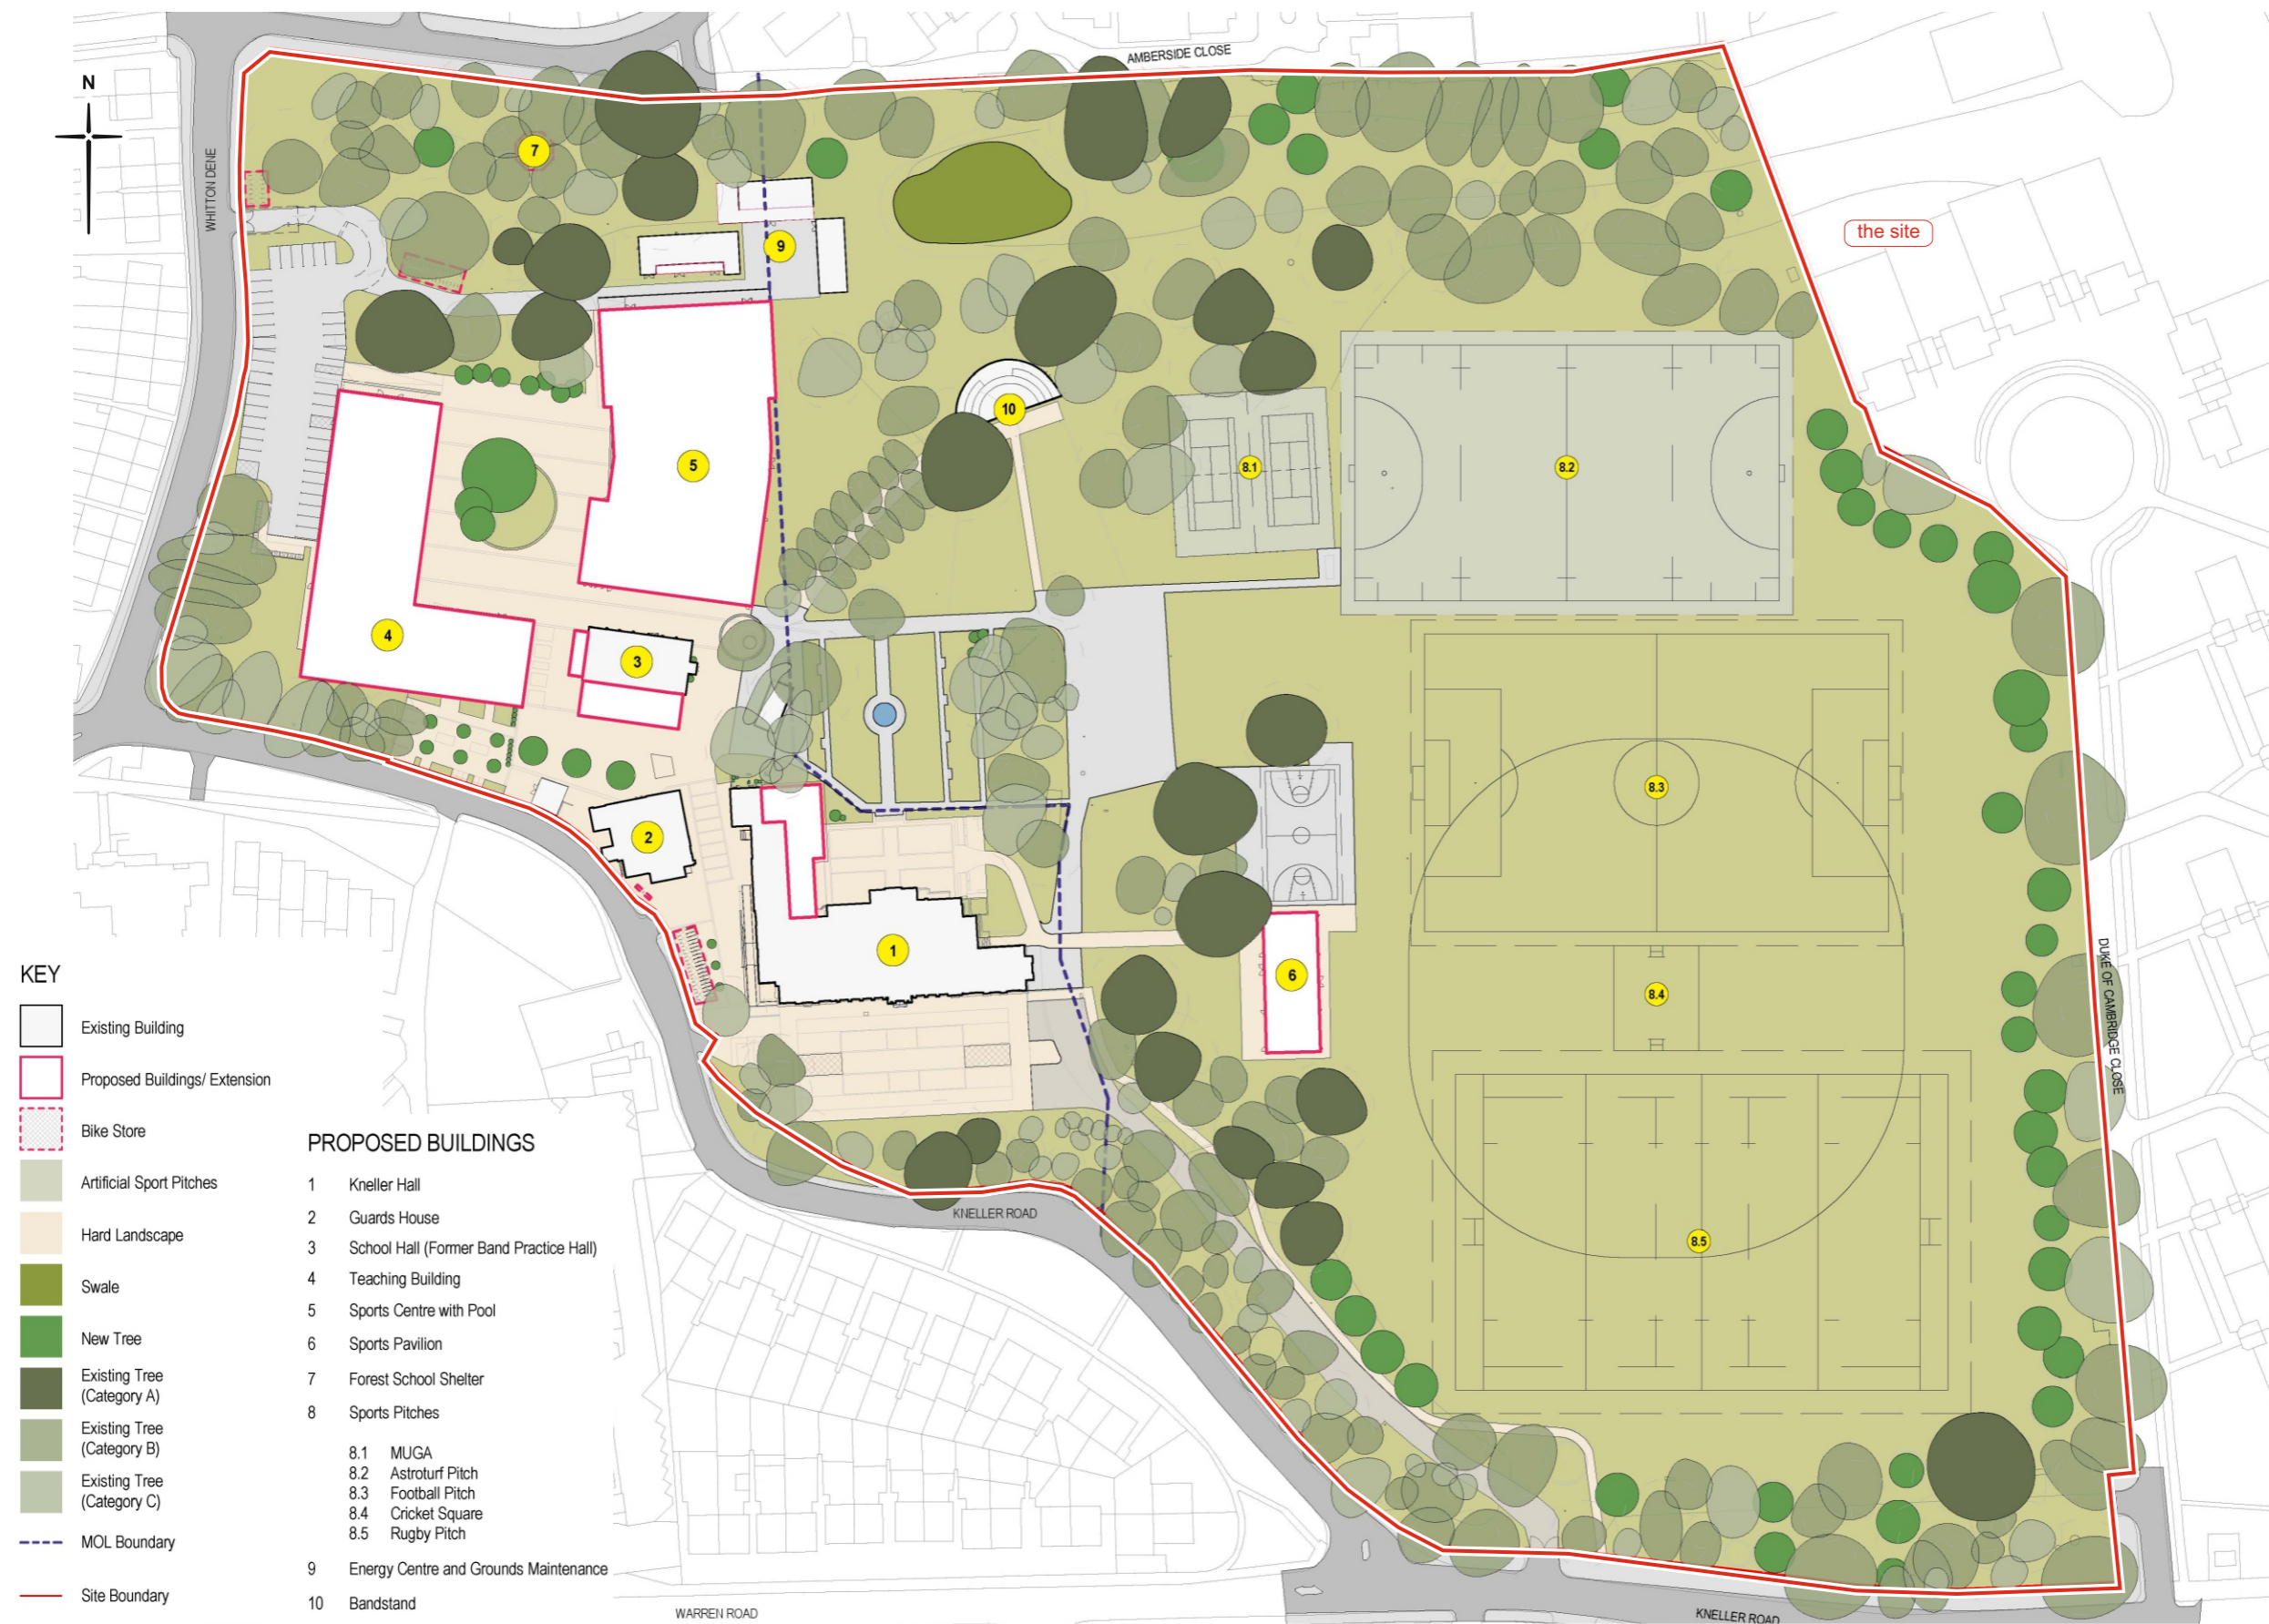 AMBERSIDE CLOSE
N
WHITTON DENE
7
9
the site
10
5
8.1
8.2
4
3
2
8.3
1
6
8.4
DUKE OF CAMBRIDGE CLOSE
KNELLER ROAD
8.5
WARREN ROAD
KNELLER ROAD
KEY
Existing Building
Proposed Buildings/ Extension
Bike Store
Artificial Sport Pitches
Hard Landscape
Swale
New Tree
Existing Tree
(Category A)
Existing Tree
(Category B)
Existing Tree
(Category C)
MOL Boundary
Site Boundary
PROPOSED BUILDINGS
1 Kneller Hall
2 Guards House
3 School Hall (Former Band Practice Hall)
4 Teaching Building
5 Sports Centre with Pool
6 Sports Pavilion
7 Forest School Shelter
8 Sports Pitches
8.1 MUGA
8.2 Astroturf Pitch
8.3 Football Pitch
8.4 Cricket Square
8.5 Rugby Pitch
9 Energy Centre and Grounds Maintenance
10 Bandstand